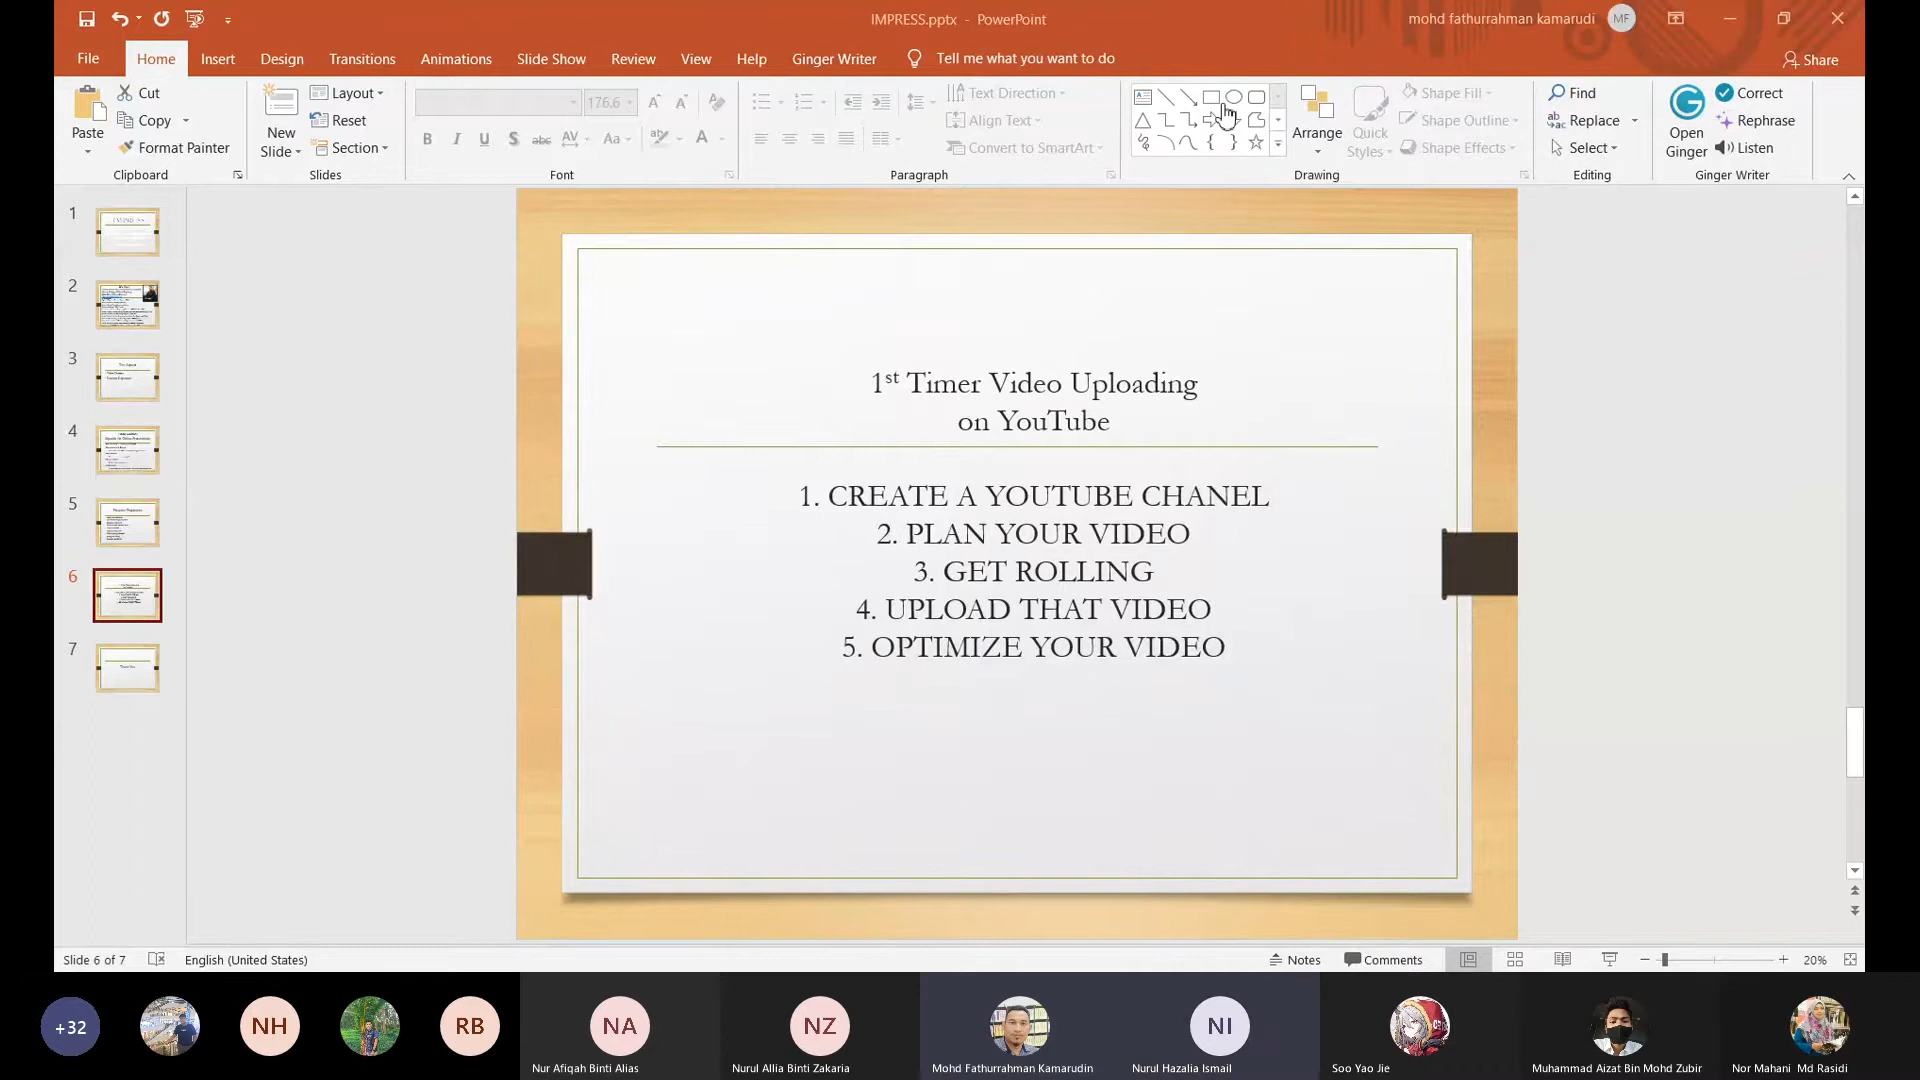 IMPRESS.pptx - PowerPoint
mohd fathurrahman kamarudi MF
File Home Insert Design Transitions Animations Slide Show Review View Help Ginger Writer Tell me what you want to do Share
Paste
Cut
Copy
Format Painter
Clipboard
New Slide
Layout
Reset
Section
Slides
176.6
B I U S abc AV Aa A
Font
Text Direction
Align Text
Convert to SmartArt
Paragraph
Arrange
Quick Styles
Shape Fill
Shape Outline
Shape Effects
Drawing
Find
Replace
Select
Editing
Open Ginger
Correct
Rephrase
Listen
Ginger Writer
1
IMPRESS
2
3
4
5
6
7
Thank You
1st Timer Video Uploading
on YouTube
1. CREATE A YOUTUBE CHANEL
2. PLAN YOUR VIDEO
3. GET ROLLING
4. UPLOAD THAT VIDEO
5. OPTIMIZE YOUR VIDEO
Slide 6 of 7 English (United States) Notes Comments 20%
+32 NH RB NA NZ NI
Nur Afiqah Binti Alias Nurul Allia Binti Zakaria Mohd Fathurrahman Kamarudin Nurul Hazalia Ismail Soo Yao Jie Muhammad Aizat Bin Mohd Zubir Nor Mahani Md Rasidi